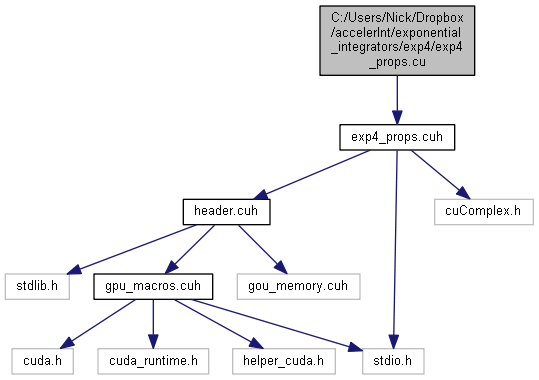 C:/Users/Nick/Dropbox
/accelerInt/exponential
_integrators/exp4/exp4
_props.cu
exp4_props.cuh
header.cuh
cuComplex.h
stdlib.h
gpu_macros.cuh
gou_memory.cuh
cuda.h
cuda_runtime.h
helper_cuda.h
stdio.h